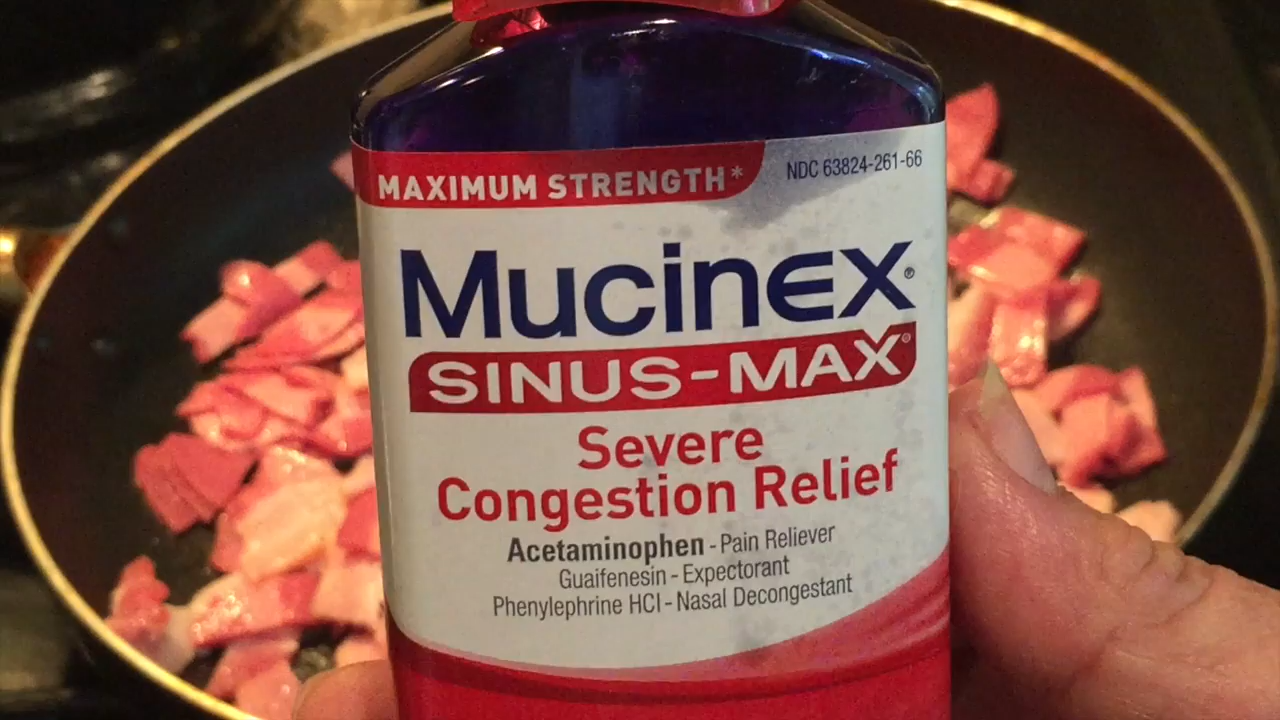 MAXIMUM STRENGTH*
NDC 63824-261-66
Mucinex®
SINUS-MAX®
Severe
Congestion Relief
Acetaminophen - Pain Reliever
Guaifenesin - Expectorant
Phenylephrine HCl - Nasal Decongestant